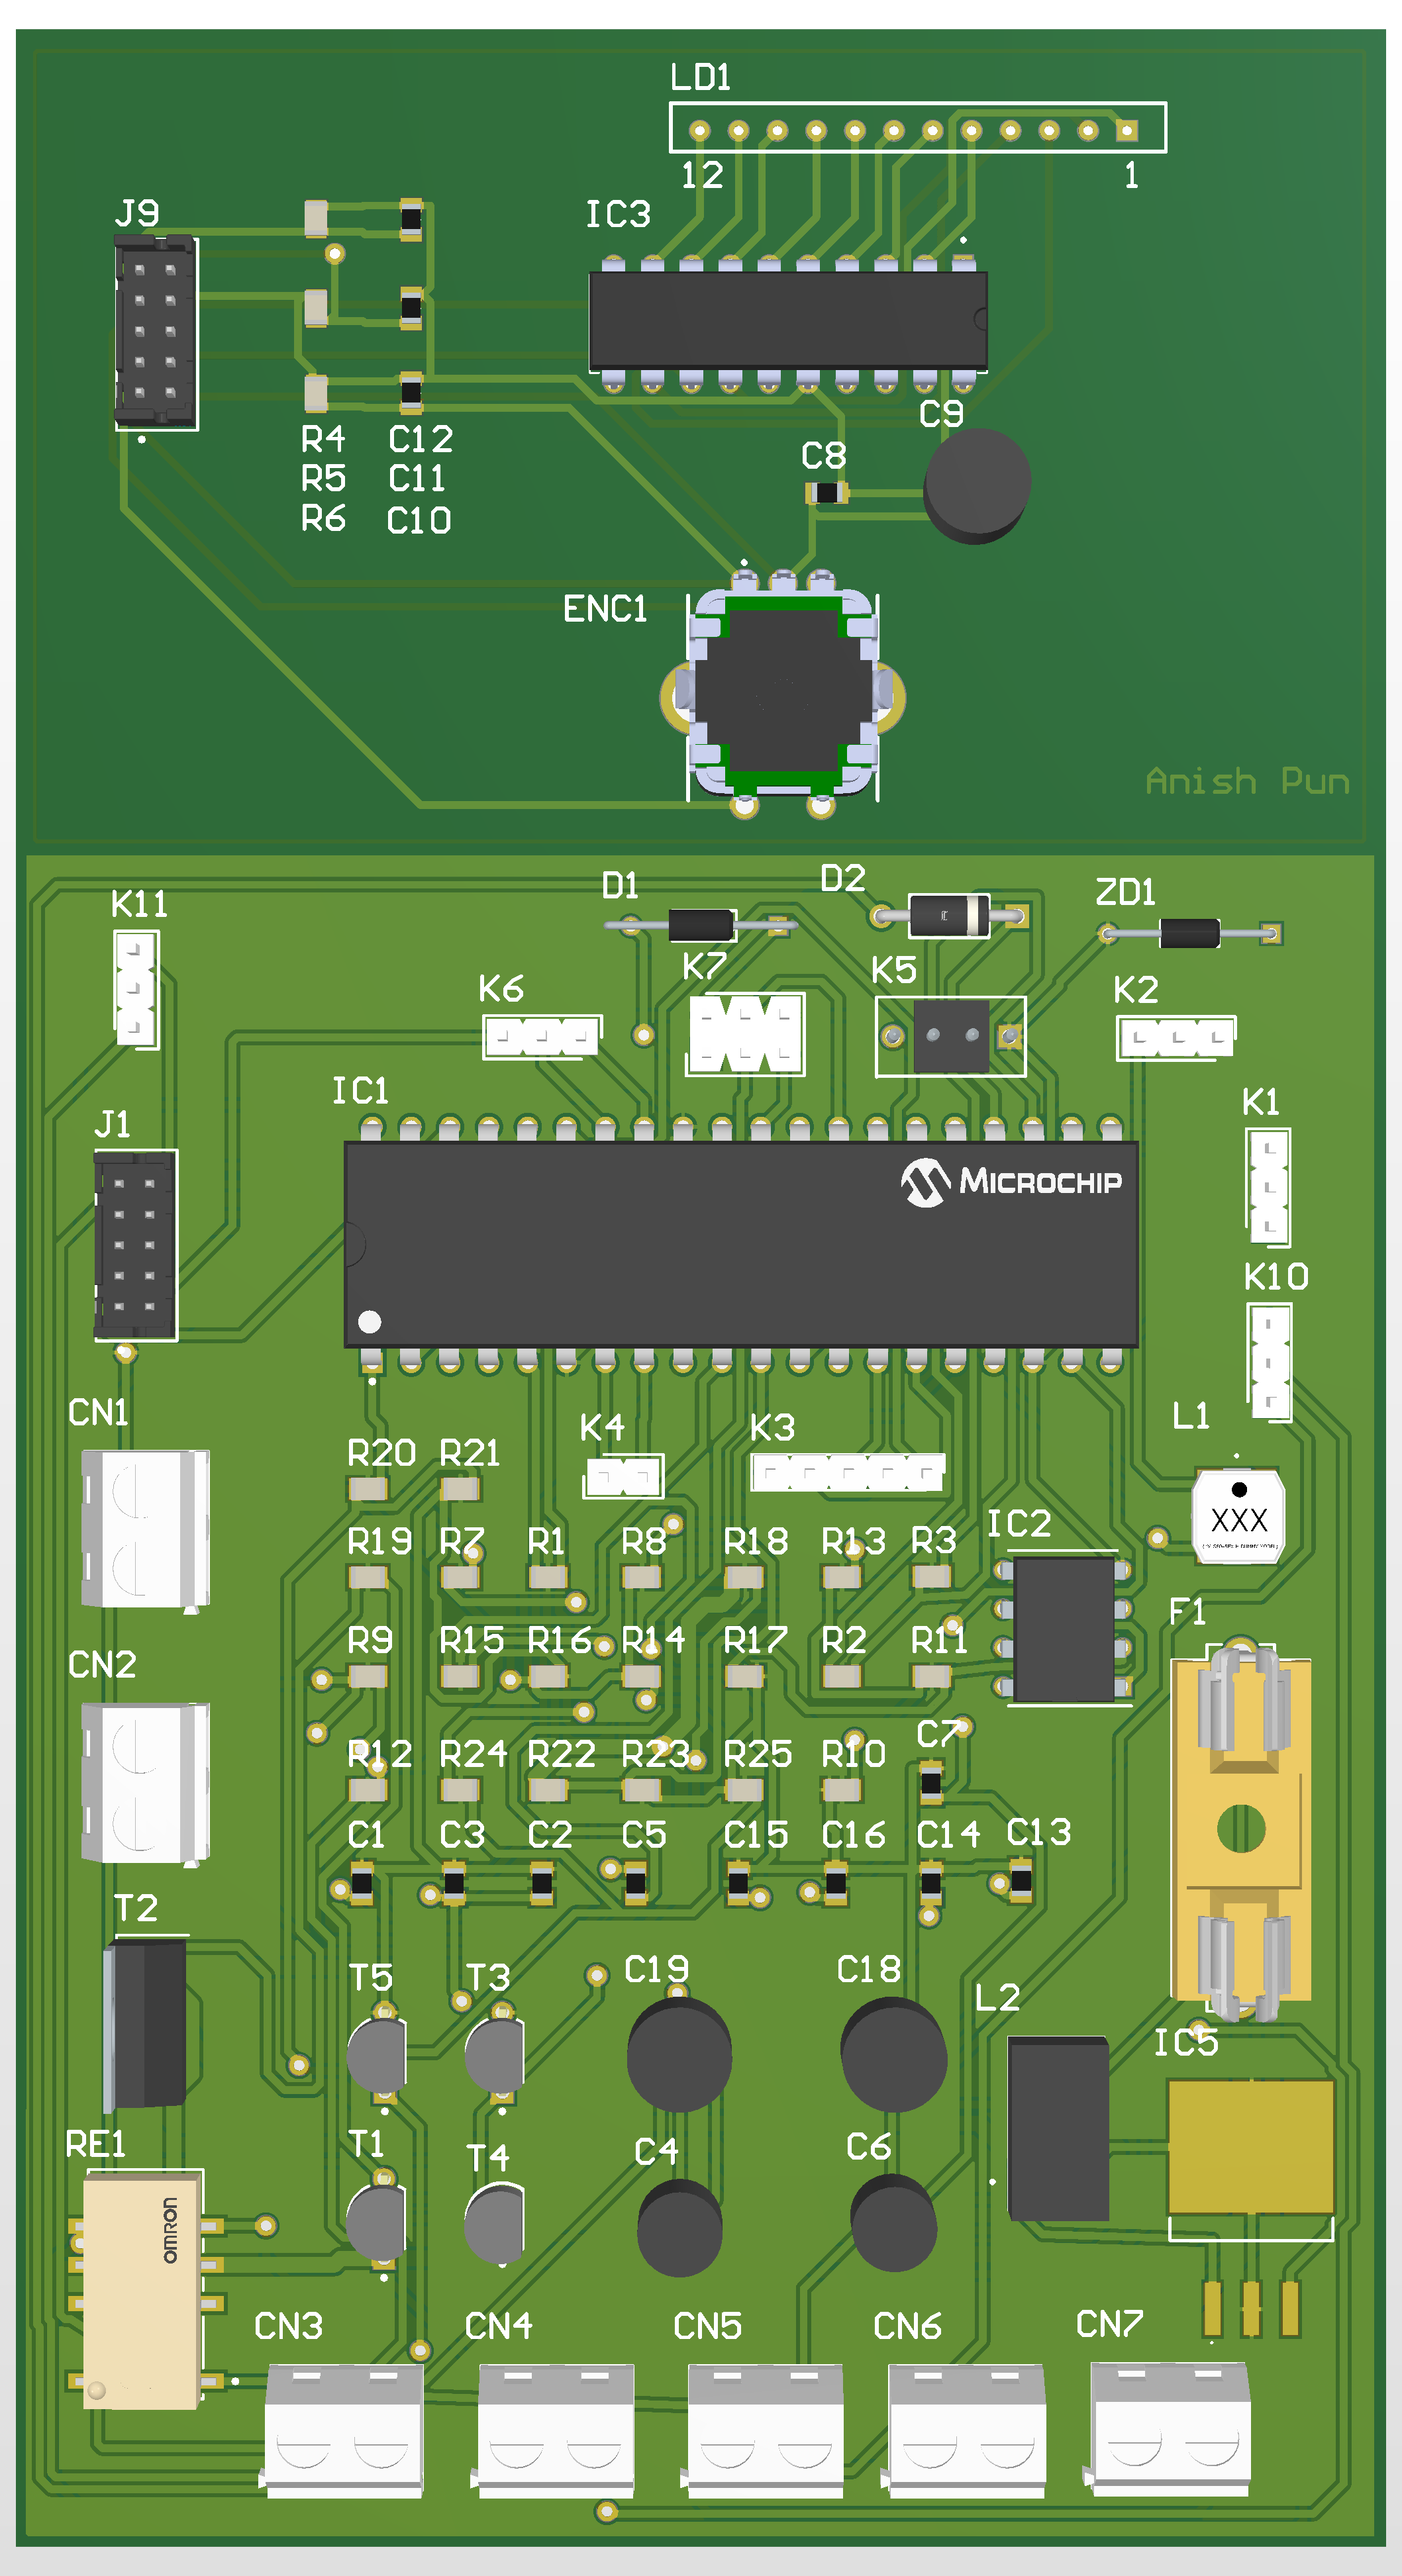 LD1
12 1
J9
IC3
C9
R4 C12
C8
R5 C11
R6 C10
ENC1
Anish Pun
D1 D2 ZD1
K11
K7 K5
K6 K2
IC1 K1
J1
MICROCHIP
K10
CN1 L1
K4 K3
R20 R21
XXX
IC2
R19 R7 R1 R8 R18 R13 R3
F1
R9 R15 R16 R14 R17 R2 R11
CN2
C7
R12 R24 R22 R23 R25 R10
C1 C3 C2 C5 C15 C16 C14 C13
T2
T5 T3 C19 C18
L2
IC5
RE1 T1 T4 C4 C6
OMRON
CN3 CN4 CN5 CN6 CN7